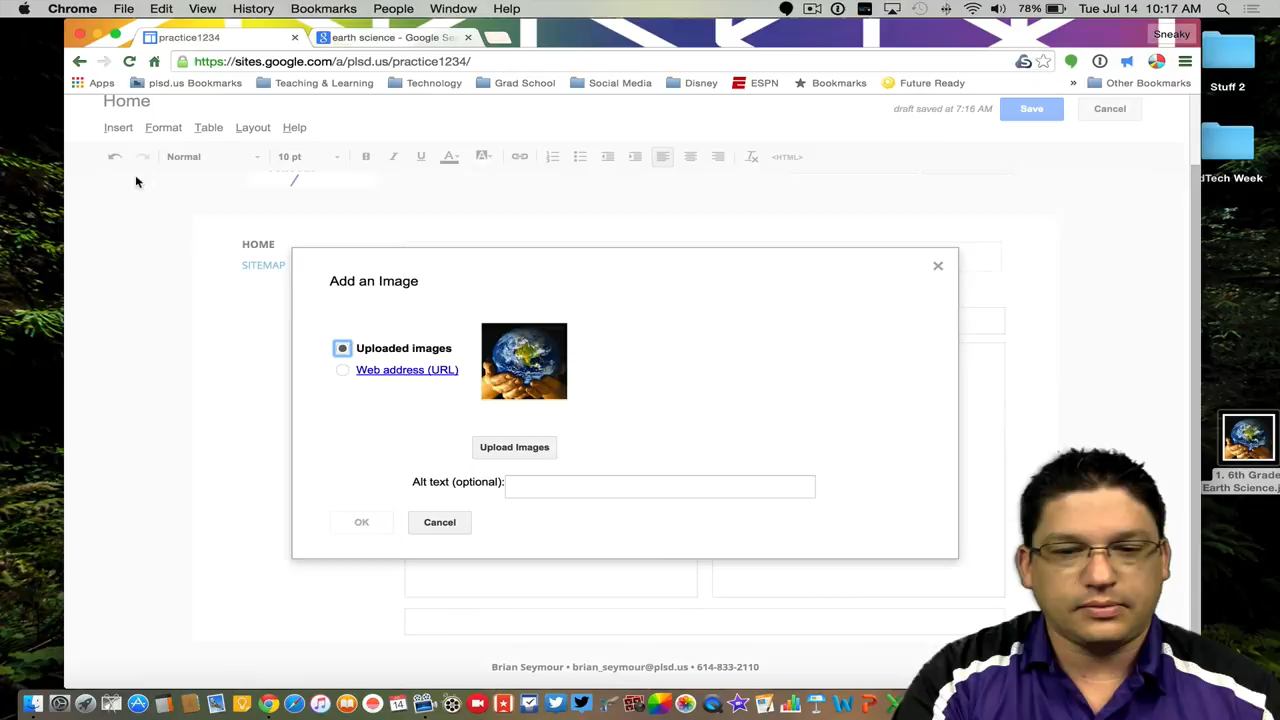 Chrome File Edit View History Bookmarks People Window Help 78% Tue Jul 14 10:17 AM
practice1234 earth science - Google Sea Sneaky
https://sites.google.com/a/plsd.us/practice1234/
Apps plsd.us Bookmarks Teaching & Learning Technology Grad School Social Media Disney ESPN Bookmarks Future Ready » Other Bookmarks
Stuff 2
Home
draft saved at 7:16 AM Save Cancel
Insert Format Table Layout Help
Normal 10 pt B I U A A <HTML>
dTech Week
HOME
SITEMAP
Add an Image
Uploaded images
Web address (URL)
Upload Images
Alt text (optional):
OK Cancel
1. 6th Grade
Earth Science.j
Brian Seymour • brian_seymour@plsd.us • 614-833-2110
14